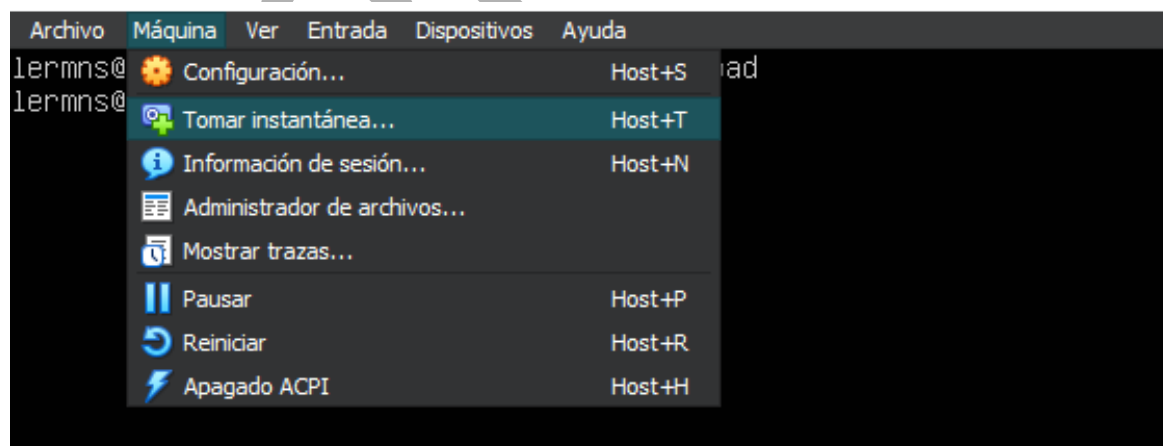 Archivo Máquina Ver Entrada Dispositivos Ayuda
lermns@
lermns@
Configuración... Host+S
Tomar instantánea... Host+T
Información de sesión... Host+N
Administrador de archivos...
Mostrar trazas...
Pausar Host+P
Reiniciar Host+R
Apagado ACPI Host+H